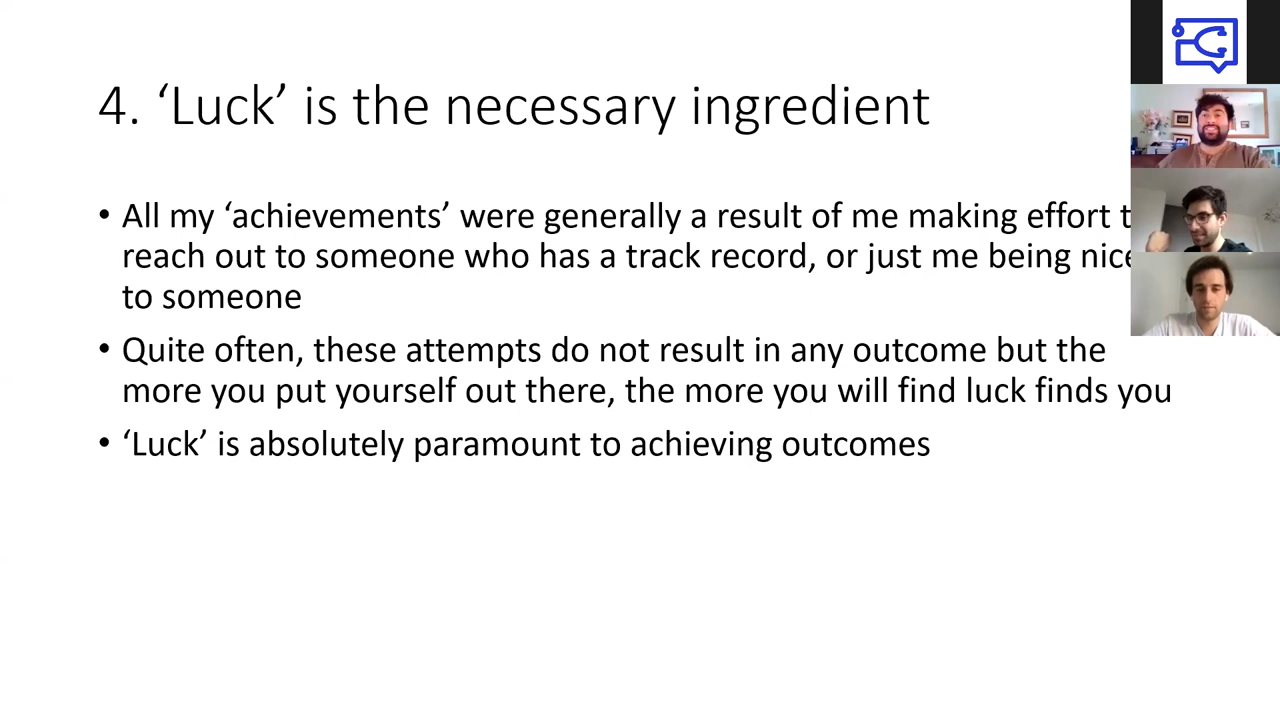 4. ‘Luck’ is the necessary ingredient
• All my ‘achievements’ were generally a result of me making effort
reach out to someone who has a track record, or just me being nice
to someone
• Quite often, these attempts do not result in any outcome but the
more you put yourself out there, the more you will find luck finds you
• ‘Luck’ is absolutely paramount to achieving outcomes